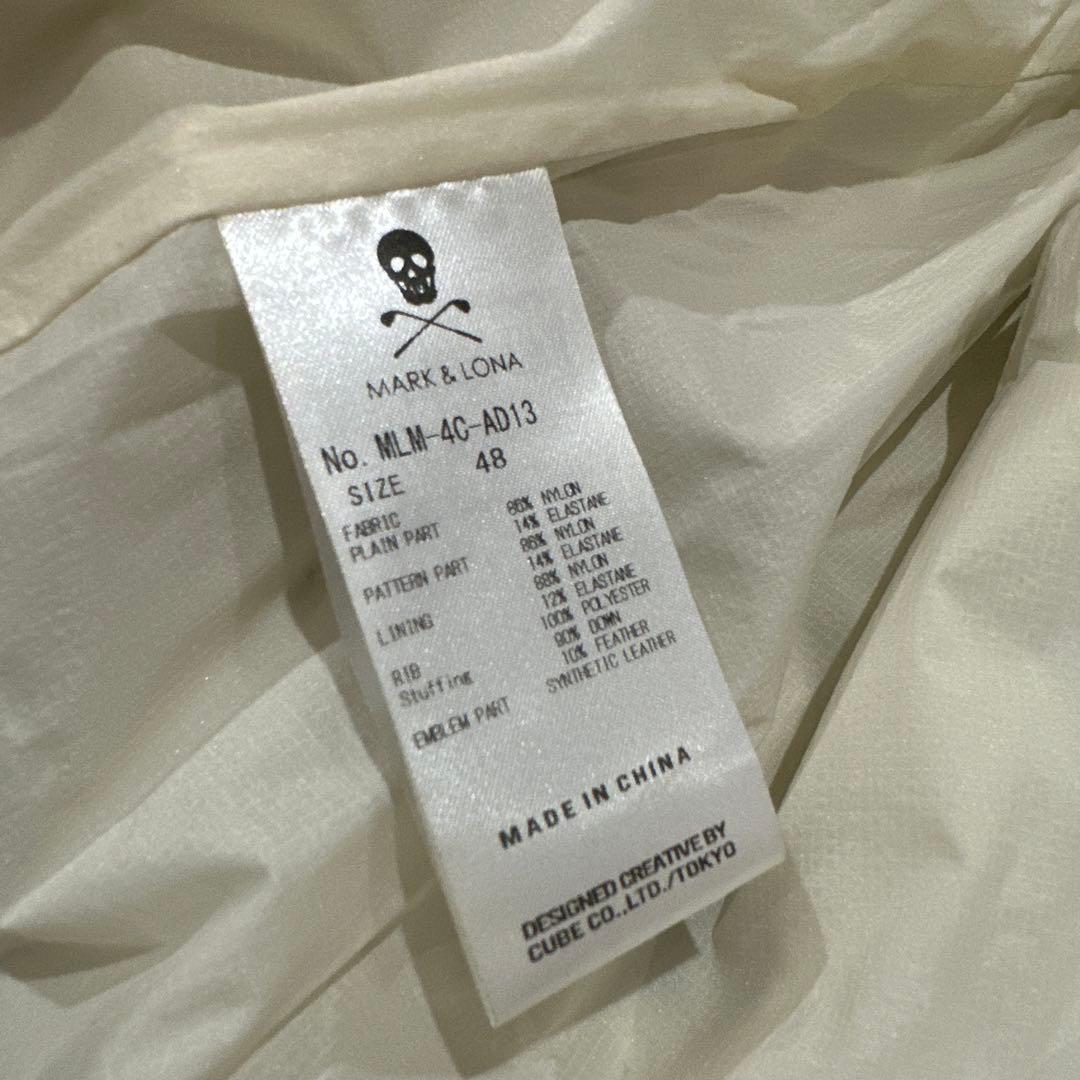 MARK & LONA
No. MLM-4C-AD13
SIZE 48
FABRIC
PLAIN PART 86% NYLON
14% ELASTANE
PATTERN PART 86% NYLON
14% ELASTANE
LINING 88% NYLON
12% ELASTANE
RIB 100% POLYESTER
Stuffing 90% DOWN
10% FEATHER
EMBLEM PART SYNTHETIC LEATHER
MADE IN CHINA
DESIGNED CREATIVE BY
CUBE CO.,LTD./TOKYO